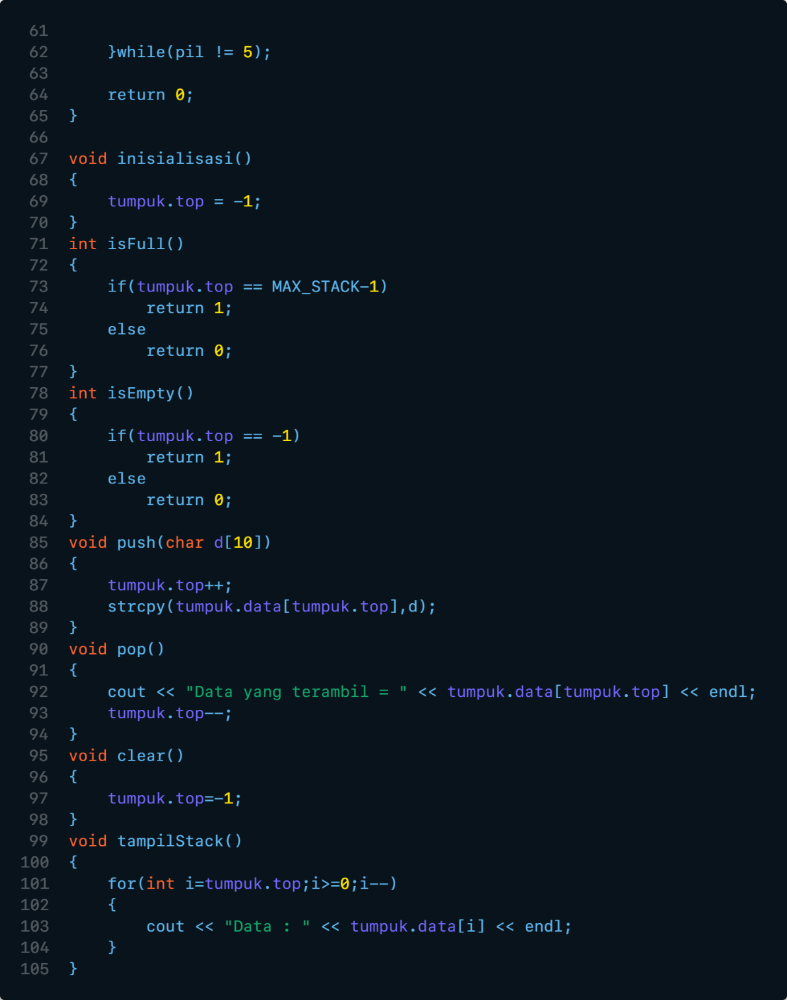 61
62 }while(pil != 5);
63
64 return 0;
65 }
66
67 void inisialisasi()
68 {
69 tumpuk.top = -1;
70 }
71 int isFull()
72 {
73 if(tumpuk.top == MAX_STACK-1)
74 return 1;
75 else
76 return 0;
77 }
78 int isEmpty()
79 {
80 if(tumpuk.top == -1)
81 return 1;
82 else
83 return 0;
84 }
85 void push(char d[10])
86 {
87 tumpuk.top++;
88 strcpy(tumpuk.data[tumpuk.top],d);
89 }
90 void pop()
91 {
92 cout << "Data yang terambil = " << tumpuk.data[tumpuk.top] << endl;
93 tumpuk.top--;
94 }
95 void clear()
96 {
97 tumpuk.top=-1;
98 }
99 void tampilStack()
100 {
101 for(int i=tumpuk.top;i>=0;i--)
102 {
103 cout << "Data : " << tumpuk.data[i] << endl;
104 }
105 }